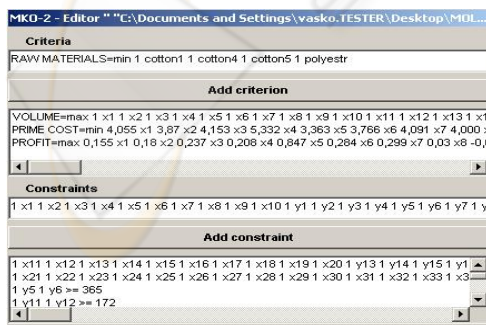 MKO-2 - Editor " "C:\Documents and Settings\vasko.TESTER\Desktop\MOL...
Criteria
RAW MATERIALS=min 1 cotton1 1 cotton4 1 cotton5 1 polyestr
Add criterion
VOLUME=max 1 x1 1 x2 1 x3 1 x4 1 x5 1 x6 1 x7 1 x8 1 x9 1 x10 1 x11 1 x12 1 x13 1
PRIME COST=min 4,055 x1 3,87 x2 4,153 x3 5,332 x4 3,363 x5 3,766 x6 4,091 x7 4,000
PROFIT=max 0,155 x1 0,18 x2 0,237 x3 0,208 x4 0,847 x5 0,284 x6 0,299 x7 0,03 x8
Constraints
1 x1 1 x2 1 x3 1 x4 1 x5 1 x6 1 x7 1 x8 1 x9 1 x10 1 y1 1 y2 1 y3 1 y4 1 y5 1 y6 1 y7 1
Add constraint
1 x11 1 x12 1 x13 1 x14 1 x15 1 x16 1 x17 1 x18 1 x19 1 x20 1 y13 1 y14 1 y15 1
1 x21 1 x22 1 x23 1 x24 1 x25 1 x26 1 x27 1 x28 1 x29 1 x30 1 x31 1 x32 1 x33 1
1 y5 1 y6 >= 365
1 y11 1 y12 >= 172